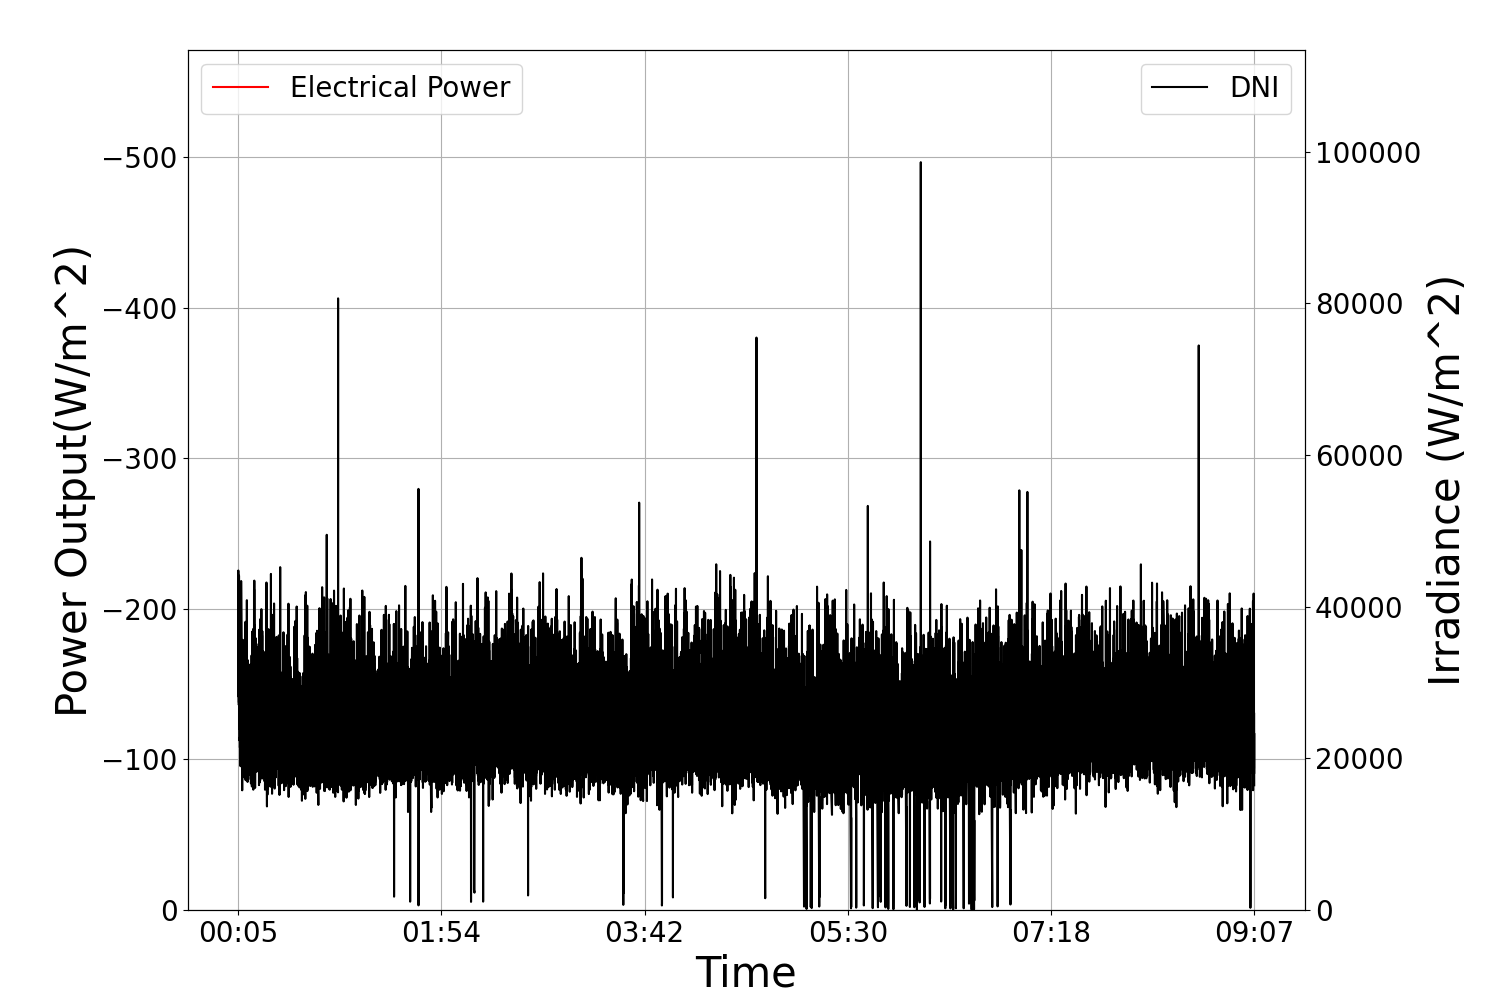 Electrical Power
DNI
−500
−400
−300
−200
−100
0
100000
80000
60000
40000
20000
0
00:05 01:54 03:42 05:30 07:18 09:07
Time
Power Output(W/m^2)
Irradiance (W/m^2)